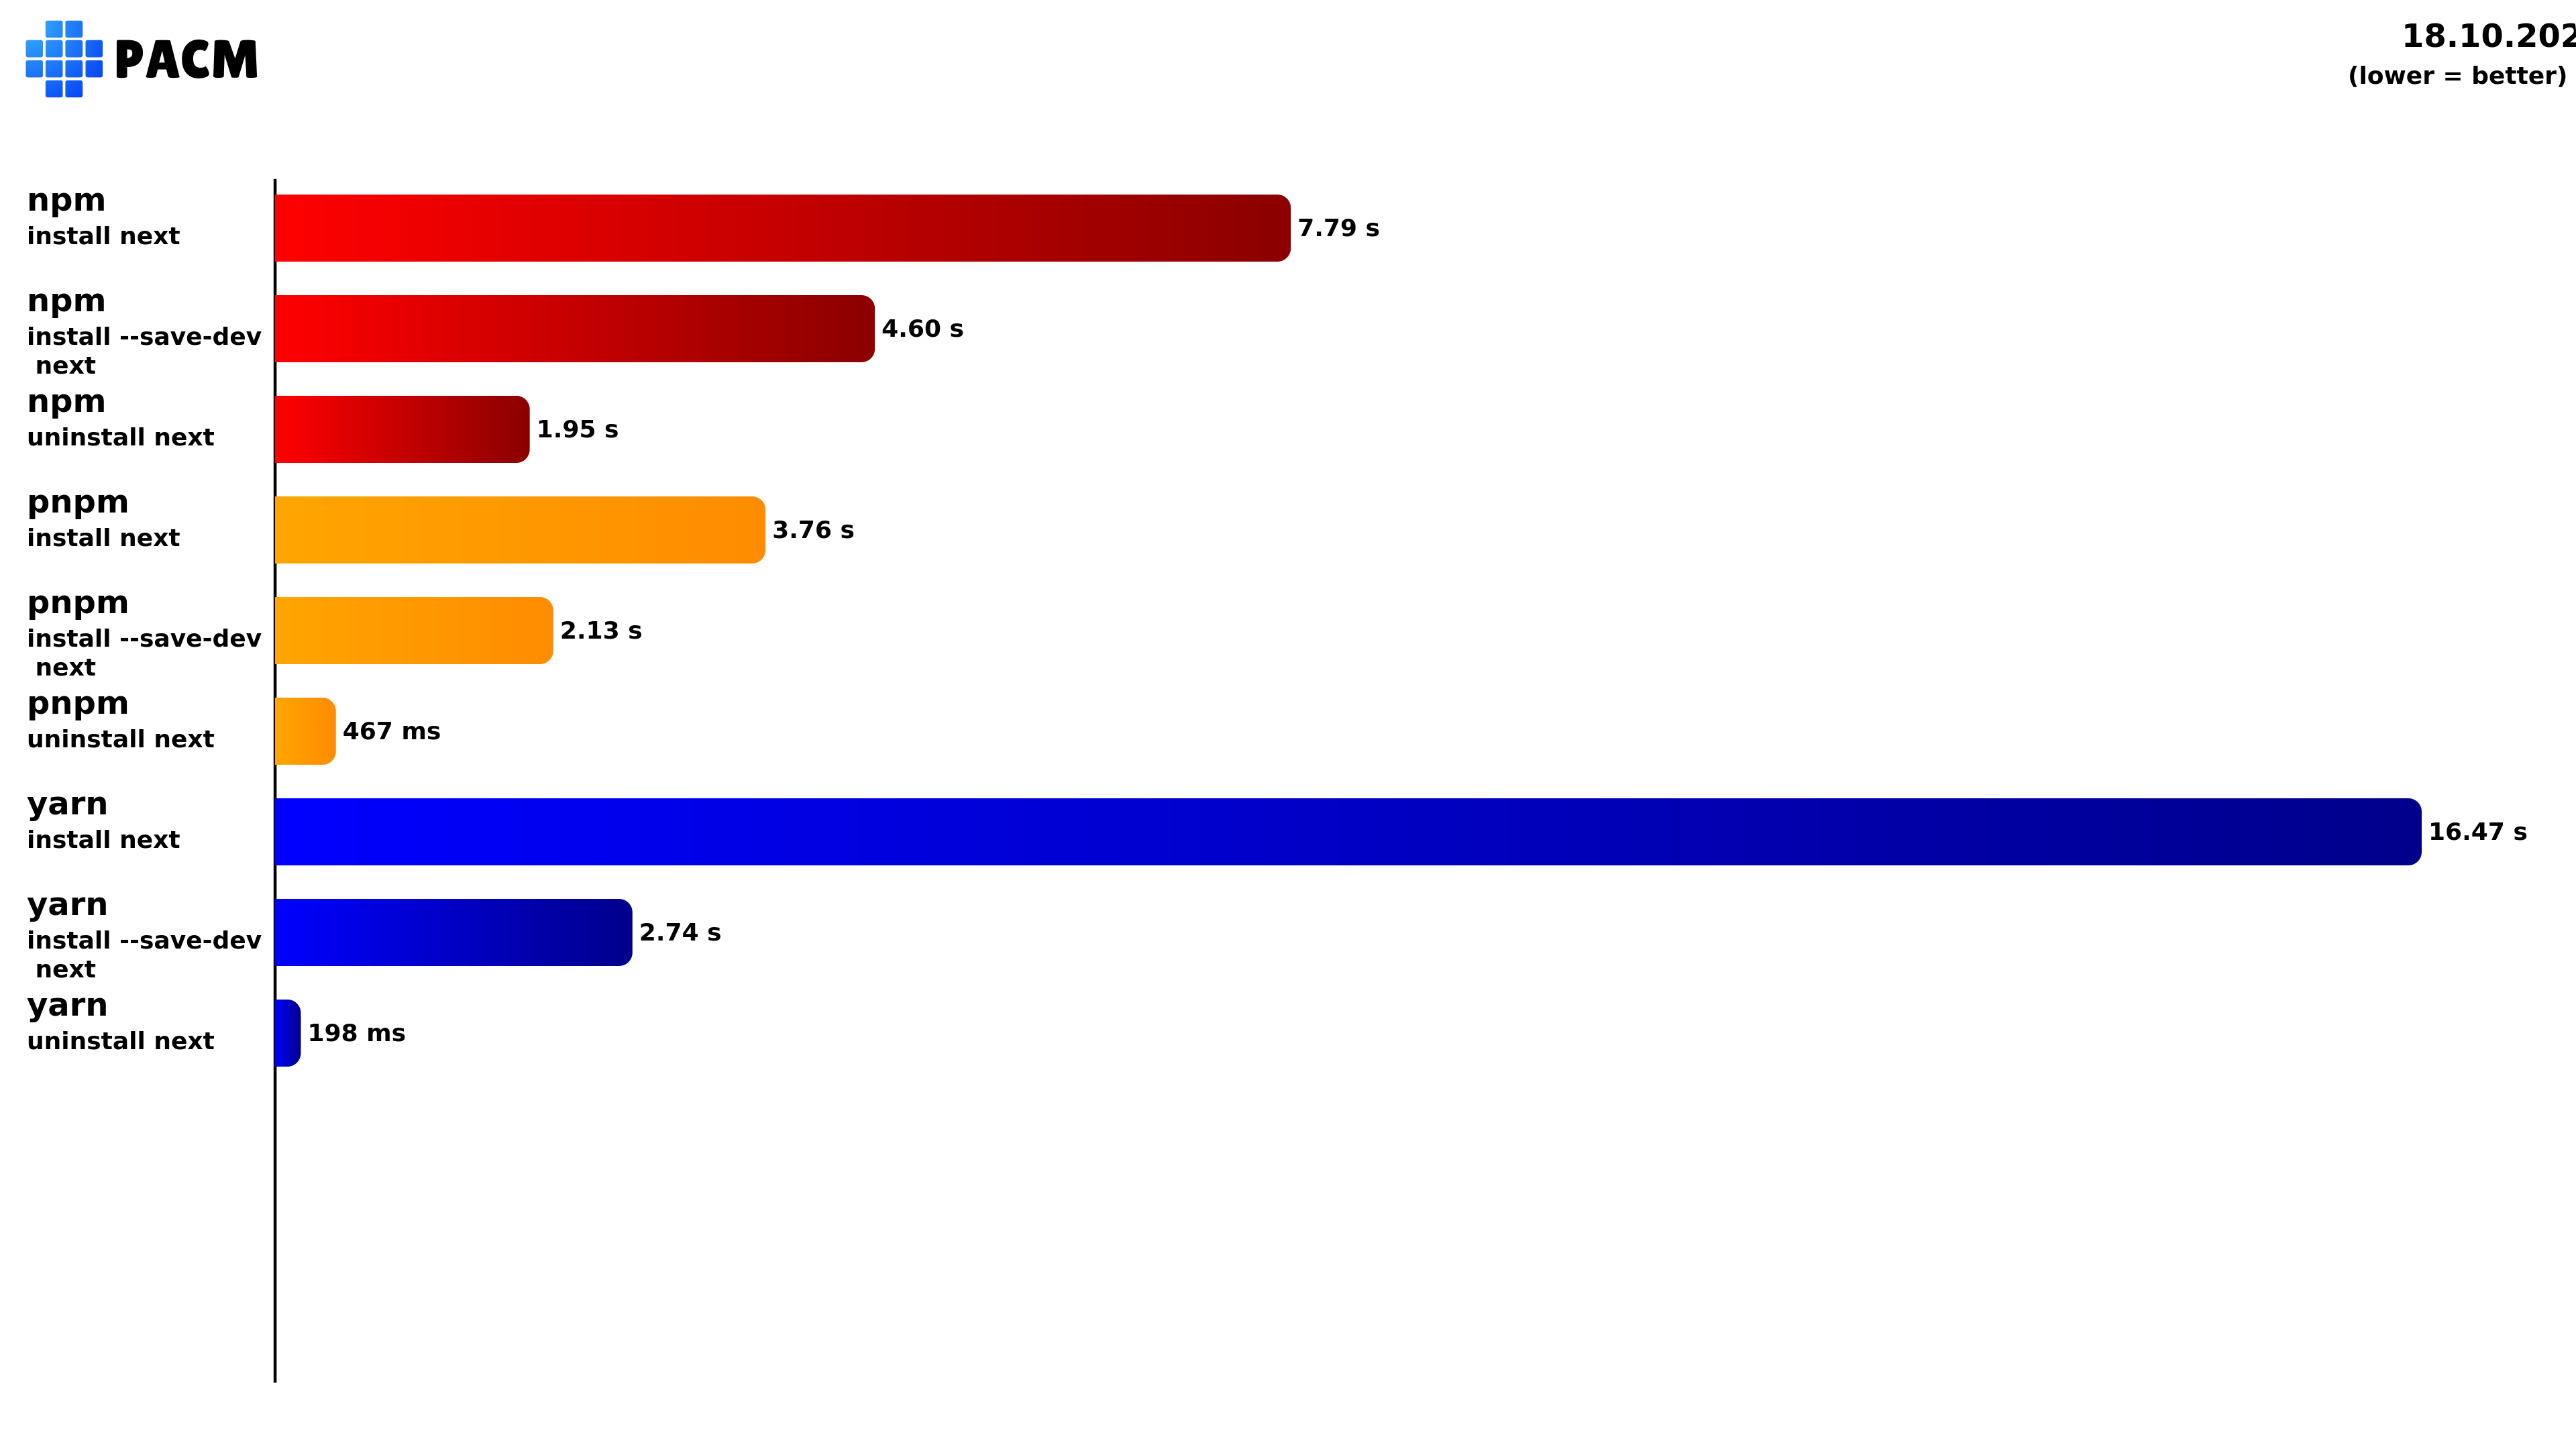 PACM
18.10.202
(lower = better)
npm
install next
7.79 s
npm
install --save-dev
next
4.60 s
npm
uninstall next
1.95 s
pnpm
install next
3.76 s
pnpm
install --save-dev
next
2.13 s
pnpm
uninstall next
467 ms
yarn
install next
16.47 s
yarn
install --save-dev
next
2.74 s
yarn
uninstall next
198 ms